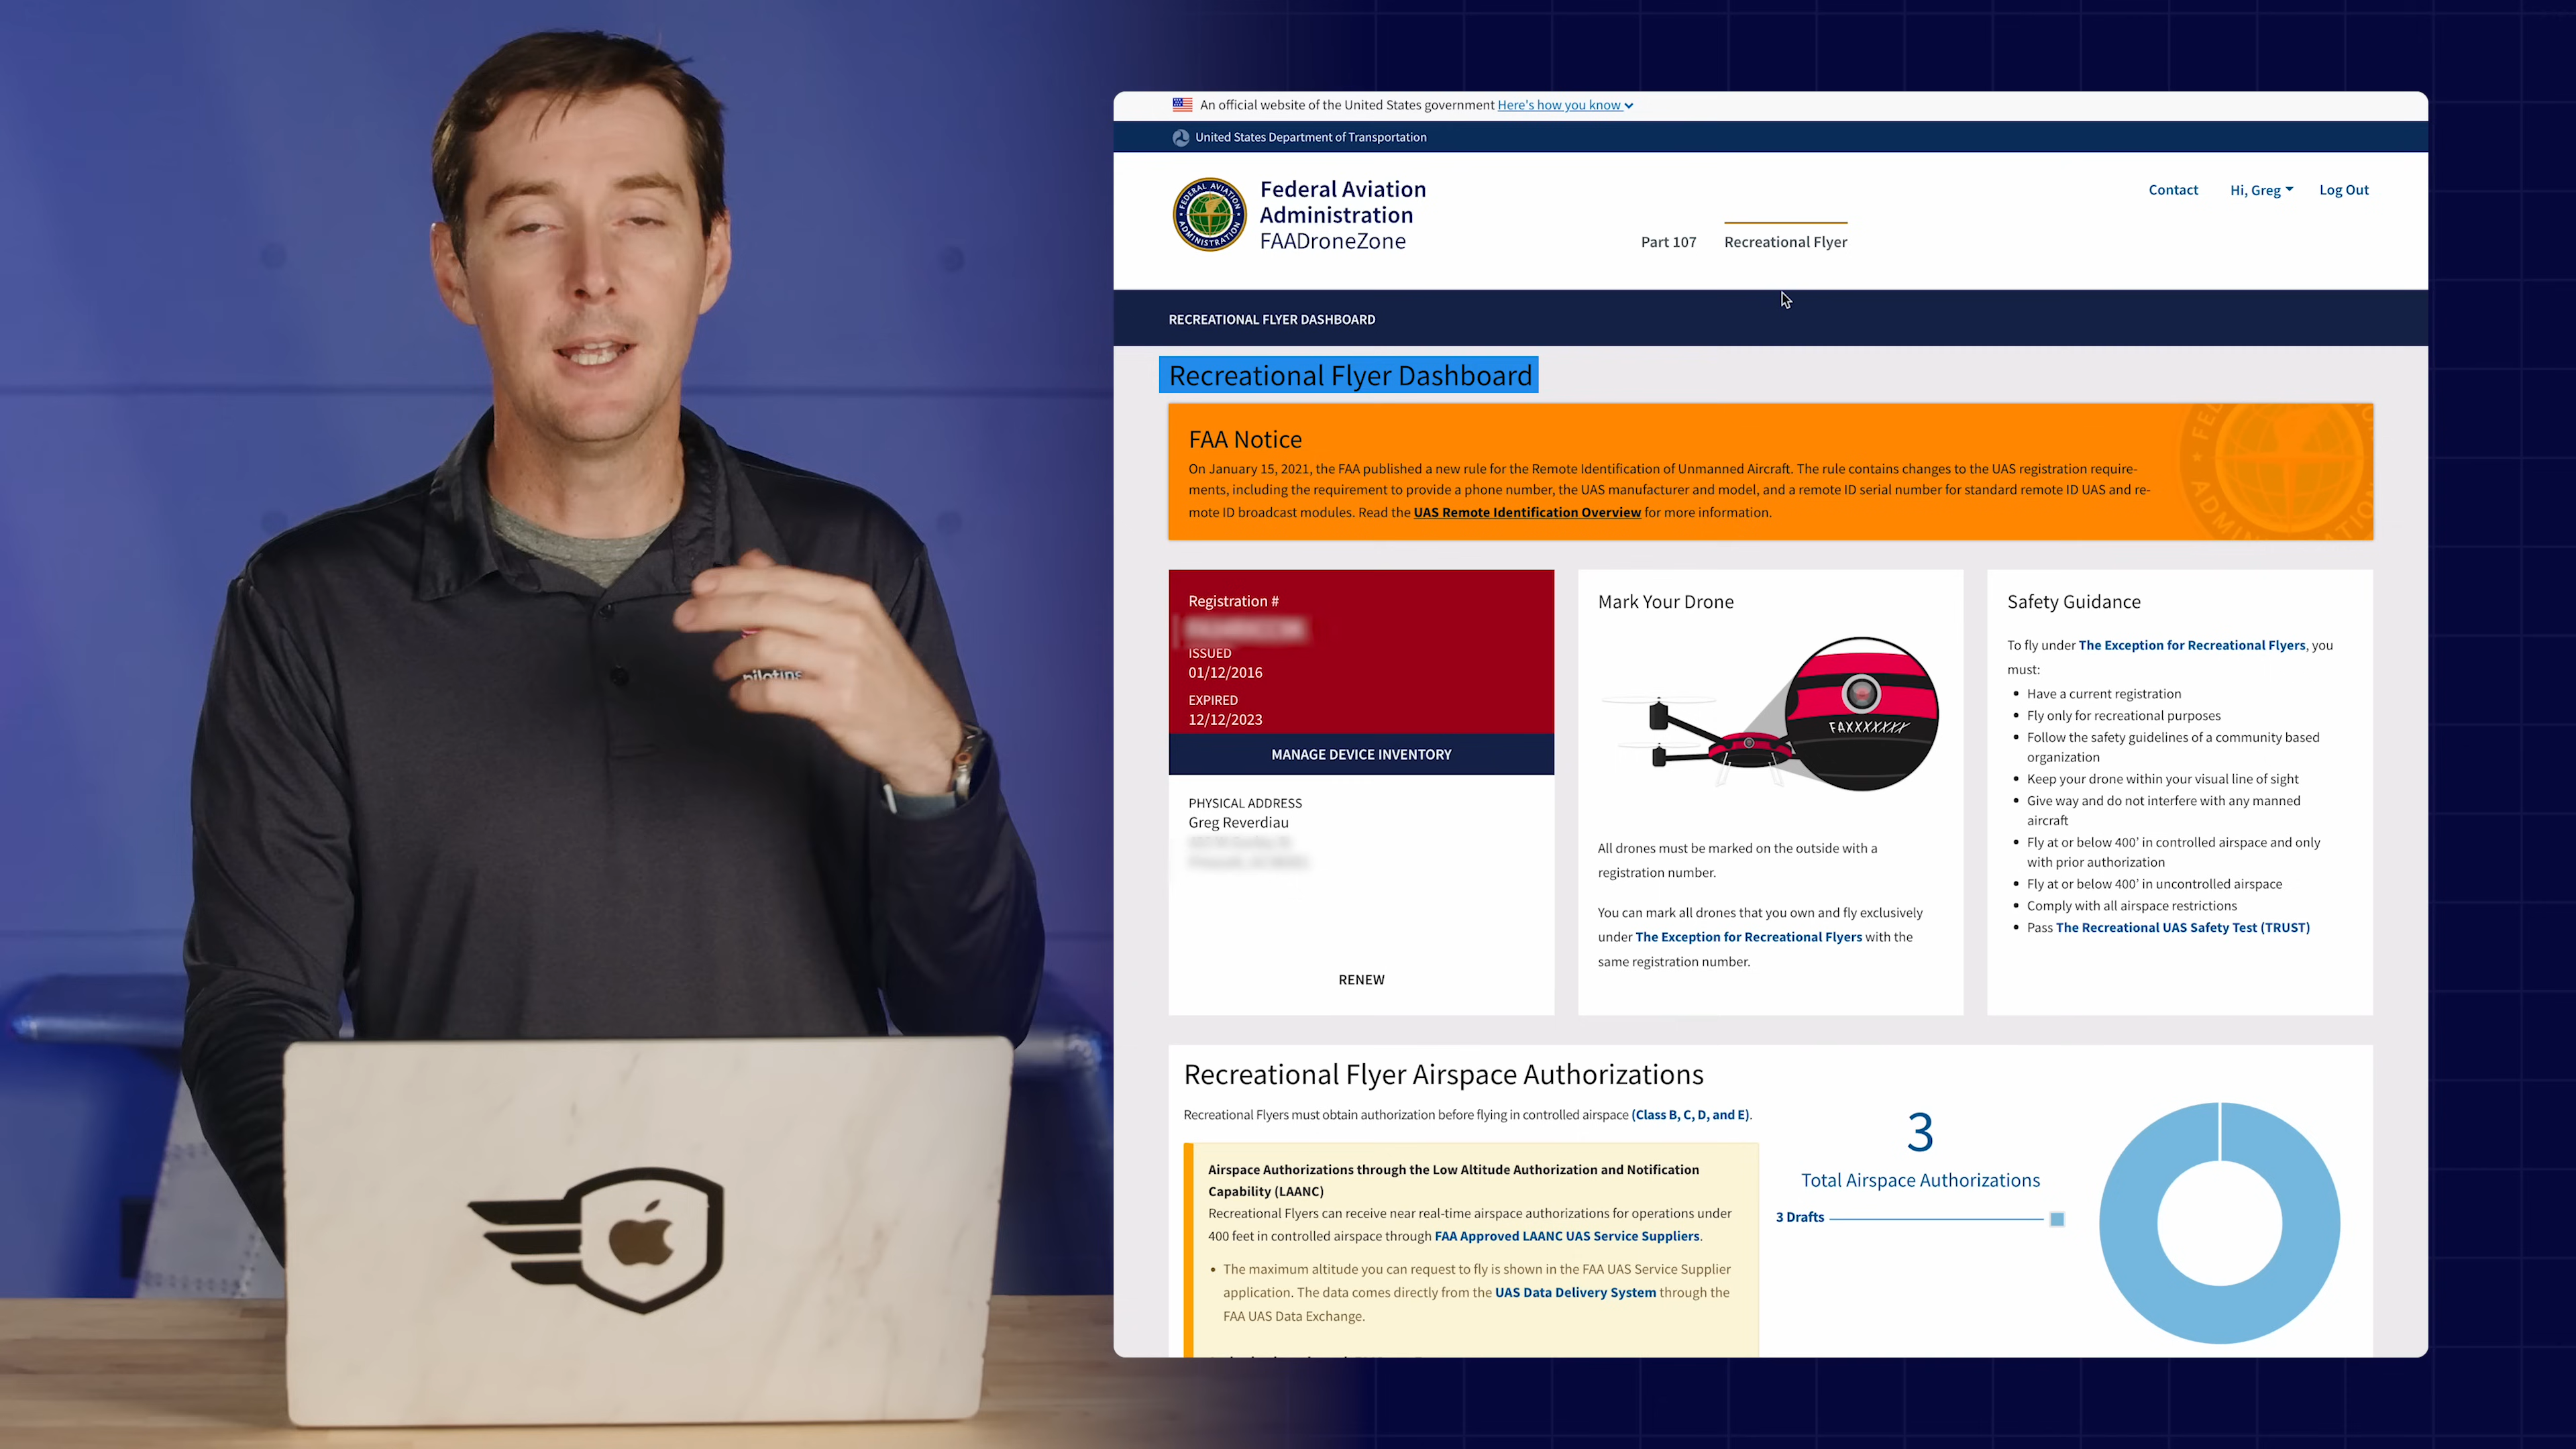 An official website of the United States government Here's how you know
United States Department of Transportation
Federal Aviation
Administration
FAADroneZone
Part 107
Recreational Flyer
Contact
Hi, Greg
Log Out
RECREATIONAL FLYER DASHBOARD
Recreational Flyer Dashboard
FAA Notice
On January 15, 2021, the FAA published a new rule for the Remote Identification of Unmanned Aircraft. The rule contains changes to the UAS registration require-
ments, including the requirement to provide a phone number, the UAS manufacturer and model, and a remote ID serial number for standard remote ID UAS and re-
mote ID broadcast modules. Read the UAS Remote Identification Overview for more information.
Registration #
ISSUED
01/12/2016
EXPIRED
12/12/2023
MANAGE DEVICE INVENTORY
PHYSICAL ADDRESS
Greg Reverdiau
RENEW
Mark Your Drone
FAXXXXXXX
All drones must be marked on the outside with a
registration number.
You can mark all drones that you own and fly exclusively
under The Exception for Recreational Flyers with the
same registration number.
Safety Guidance
To fly under The Exception for Recreational Flyers, you
must:
Have a current registration
Fly only for recreational purposes
Follow the safety guidelines of a community based
organization
Keep your drone within your visual line of sight
Give way and do not interfere with any manned
aircraft
Fly at or below 400' in controlled airspace and only
with prior authorization
Fly at or below 400' in uncontrolled airspace
Comply with all airspace restrictions
Pass The Recreational UAS Safety Test (TRUST)
Recreational Flyer Airspace Authorizations
Recreational Flyers must obtain authorization before flying in controlled airspace (Class B, C, D, and E).
Airspace Authorizations through the Low Altitude Authorization and Notification
Capability (LAANC)
Recreational Flyers can receive near real-time airspace authorizations for operations under
400 feet in controlled airspace through FAA Approved LAANC UAS Service Suppliers.
The maximum altitude you can request to fly is shown in the FAA UAS Service Supplier
application. The data comes directly from the UAS Data Delivery System through the
FAA UAS Data Exchange.
3
Total Airspace Authorizations
3 Drafts